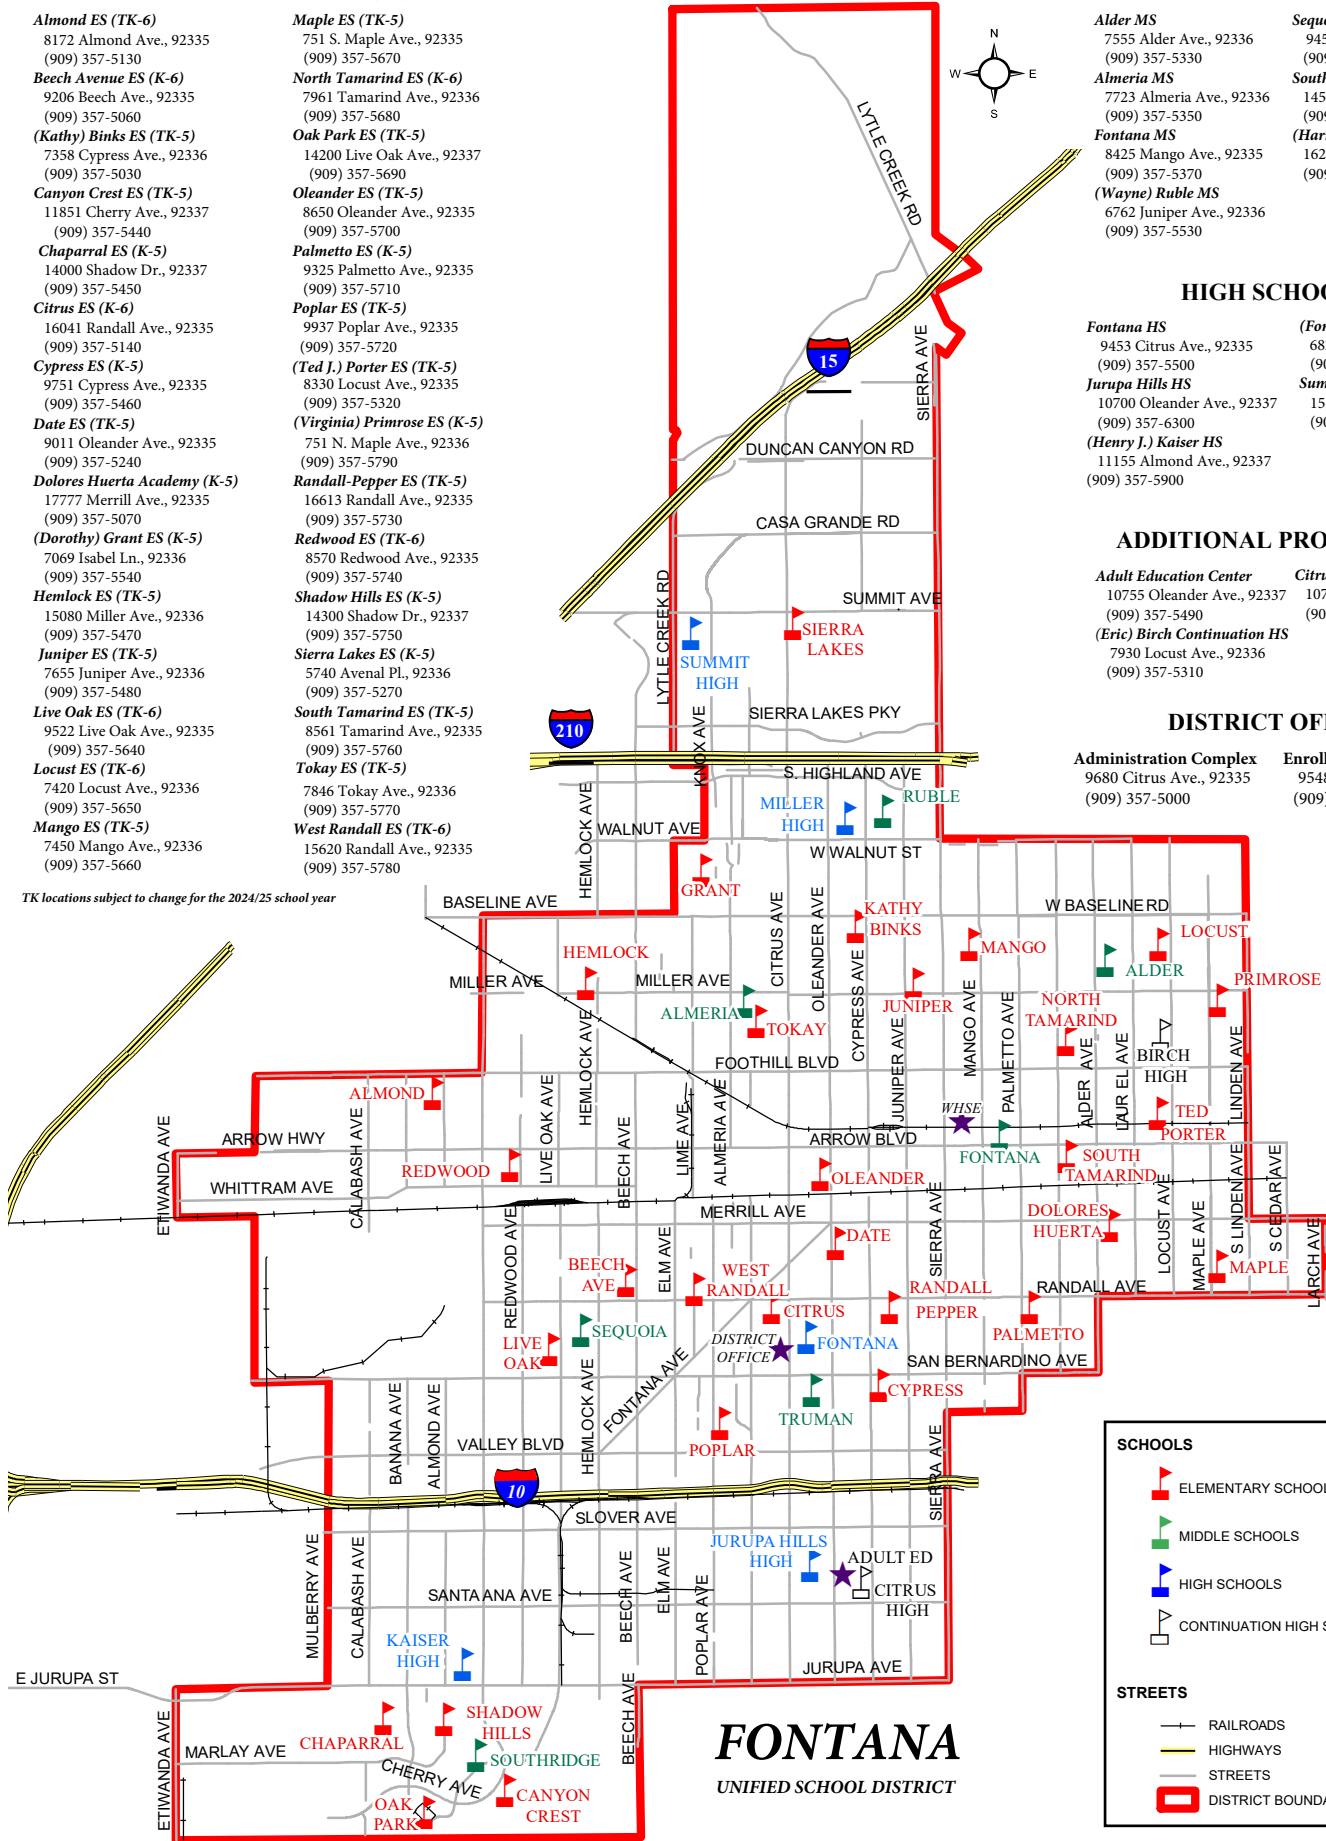 Almond ES (TK-6)
8172 Almond Ave., 92335
(909) 357-5130
Beech Avenue ES (K-6)
9206 Beech Ave., 92335
(909) 357-5060
(Kathy) Binks ES (TK-5)
7358 Cypress Ave., 92336
(909) 357-5030
Canyon Crest ES (TK-5)
11851 Cherry Ave., 92337
(909) 357-5440
Chaparral ES (K-5)
14000 Shadow Dr., 92337
(909) 357-5450
Citrus ES (K-6)
16041 Randall Ave., 92335
(909) 357-5140
Cypress ES (K-5)
9751 Cypress Ave., 92335
(909) 357-5460
Date ES (TK-5)
9011 Oleander Ave., 92335
(909) 357-5240
Dolores Huerta Academy (K-5)
17777 Merrill Ave., 92335
(909) 357-5070
(Dorothy) Grant ES (K-5)
7069 Isabel Ln., 92336
(909) 357-5540
Hemlock ES (TK-5)
15080 Miller Ave., 92336
(909) 357-5470
Juniper ES (TK-5)
7655 Juniper Ave., 92336
(909) 357-5480
Live Oak ES (TK-6)
9522 Live Oak Ave., 92335
(909) 357-5640
Locust ES (TK-6)
7420 Locust Ave., 92336
(909) 357-5650
Mango ES (TK-5)
7450 Mango Ave., 92336
(909) 357-5660
TK locations subject to change for the 2024/25 school year
Maple ES (TK-5)
751 S. Maple Ave., 92335
(909) 357-5670
North Tamarind ES (K-6)
7961 Tamarind Ave., 92336
(909) 357-5680
Oak Park ES (TK-5)
14200 Live Oak Ave., 92337
(909) 357-5690
Oleander ES (TK-5)
8650 Oleander Ave., 92335
(909) 357-5700
Palmetto ES (K-5)
9325 Palmetto Ave., 92335
(909) 357-5710
Poplar ES (TK-5)
9937 Poplar Ave., 92335
(909) 357-5720
(Ted J.) Porter ES (TK-5)
8330 Locust Ave., 92335
(909) 357-5320
(Virginia) Primrose ES (K-5)
751 N. Maple Ave., 92336
(909) 357-5790
Randall-Pepper ES (TK-5)
16613 Randall Ave., 92335
(909) 357-5730
Redwood ES (TK-6)
8570 Redwood Ave., 92335
(909) 357-5740
Shadow Hills ES (K-5)
14300 Shadow Dr., 92337
(909) 357-5750
Sierra Lakes ES (K-5)
5740 Avenal Pl., 92336
(909) 357-5270
South Tamarind ES (TK-5)
8561 Tamarind Ave., 92335
(909) 357-5760
Tokay ES (TK-5)
7846 Tokay Ave., 92336
(909) 357-5770
West Randall ES (TK-6)
15620 Randall Ave., 92335
(909) 357-5780
Alder MS
7555 Alder Ave., 92336
(909) 357-5330
Almeria MS
7723 Almeria Ave., 92336
(909) 357-5350
Fontana MS
8425 Mango Ave., 92335
(909) 357-5370
(Wayne) Ruble MS
6762 Juniper Ave., 92336
(909) 357-5530
Sequ
945
(909
South
145
(909
(Har
162
(909
HIGH SCHOO
Fontana HS
9453 Citrus Ave., 92335
(909) 357-5500
Jurupa Hills HS
10700 Oleander Ave., 92337
(909) 357-6300
(Henry J.) Kaiser HS
11155 Almond Ave., 92337
(909) 357-5900
(Fon
68
(90
Sum
15
(90
ADDITIONAL PRO
Adult Education Center
10755 Oleander Ave., 92337
(909) 357-5490
(Eric) Birch Continuation HS
7930 Locust Ave., 92336
(909) 357-5310
Citru
107
(90
DISTRICT OF
Administration Complex
9680 Citrus Ave., 92335
(909) 357-5000
Enroll
9548
(909)
N
W
E
S
LYTLE CREEK RD
15
SIERRA AVE
DUNCAN CANYON RD
CASA GRANDE RD
LYTLE CREEK RD
SUMMIT AVE
SIERRA
LAKES
SUMMIT
HIGH
KNOX AVE
SIERRA LAKES PKY
210
S. HIGHLAND AVE
HEMLOCK AVE
MILLER
HIGH
RUBLE
WALNUT AVE
W WALNUT ST
GRANT
BASELINE AVE
CITRUS AVE
OLEANDER AVE
KATHY
BINKS
W BASELINE RD
HEMLOCK
MANGO
LOCUST
ALDER
MILLER AVE
MILLER AVE
CYPRESS AVE
PRIMROSE
ALMERIA
TOKAY
JUNIPER
MANGO AVE
NORTH
TAMARIND
PALMETTO AVE
HEMLOCK AVE
JUNIPER AVE
ALDER AVE
LAUREL AVE
BIRCH
HIGH
LINDEN AVE
FOOTHILL BLVD
ALMOND
LIVE OAK AVE
LIME AVE
ALMERIA AVE
WHSE
TED
PORTER
ARROW HWY
ETIWANDA AVE
CALABASH AVE
BEECH AVE
ARROW BLVD
FONTANA
SOUTH
TAMARIND
REDWOOD
OLEANDER
WHITTRAM AVE
MERRILL AVE
SIERRA AVE
DOLORES
HUERTA
LOCUST AVE
MAPLE AVE
S LINDEN AVE
S CEDAR AVE
LARCH AVE
REDWOOD AVE
ELM AVE
DATE
BEECH
AVE
WEST
RANDALL
RANDALL
PEPPER
RANDALL AVE
MAPLE
CITRUS
PALMETTO
SEQUOIA
LIVE
OAK
DISTRICT
OFFICE
FONTANA
SAN BERNARDINO AVE
CYPRESS
FONTANA AVE
TRUMAN
BANANA AVE
ALMOND AVE
HEMLOCK AVE
POPLAR
VALLEY BLVD
SIERRA AVE
10
SLOVER AVE
MULBERRY AVE
CALABASH AVE
JURUPA HILLS
HIGH
ADULT ED
CITRUS
HIGH
SANTA ANA AVE
BEECH AVE
ELM AVE
POPLAR AVE
KAISER
HIGH
JURUPA AVE
E JURUPA ST
ETIWANDA AVE
BEECH AVE
CHAPARRAL
SHADOW
HILLS
MARLAY AVE
SOUTHRIDGE
CHERRY AVE
CANYON
CREST
OAK
PARK
FONTANA
UNIFIED SCHOOL DISTRICT
SCHOOLS
ELEMENTARY SCHOOL
MIDDLE SCHOOLS
HIGH SCHOOLS
CONTINUATION HIGH S
STREETS
RAILROADS
HIGHWAYS
STREETS
DISTRICT BOUNDA